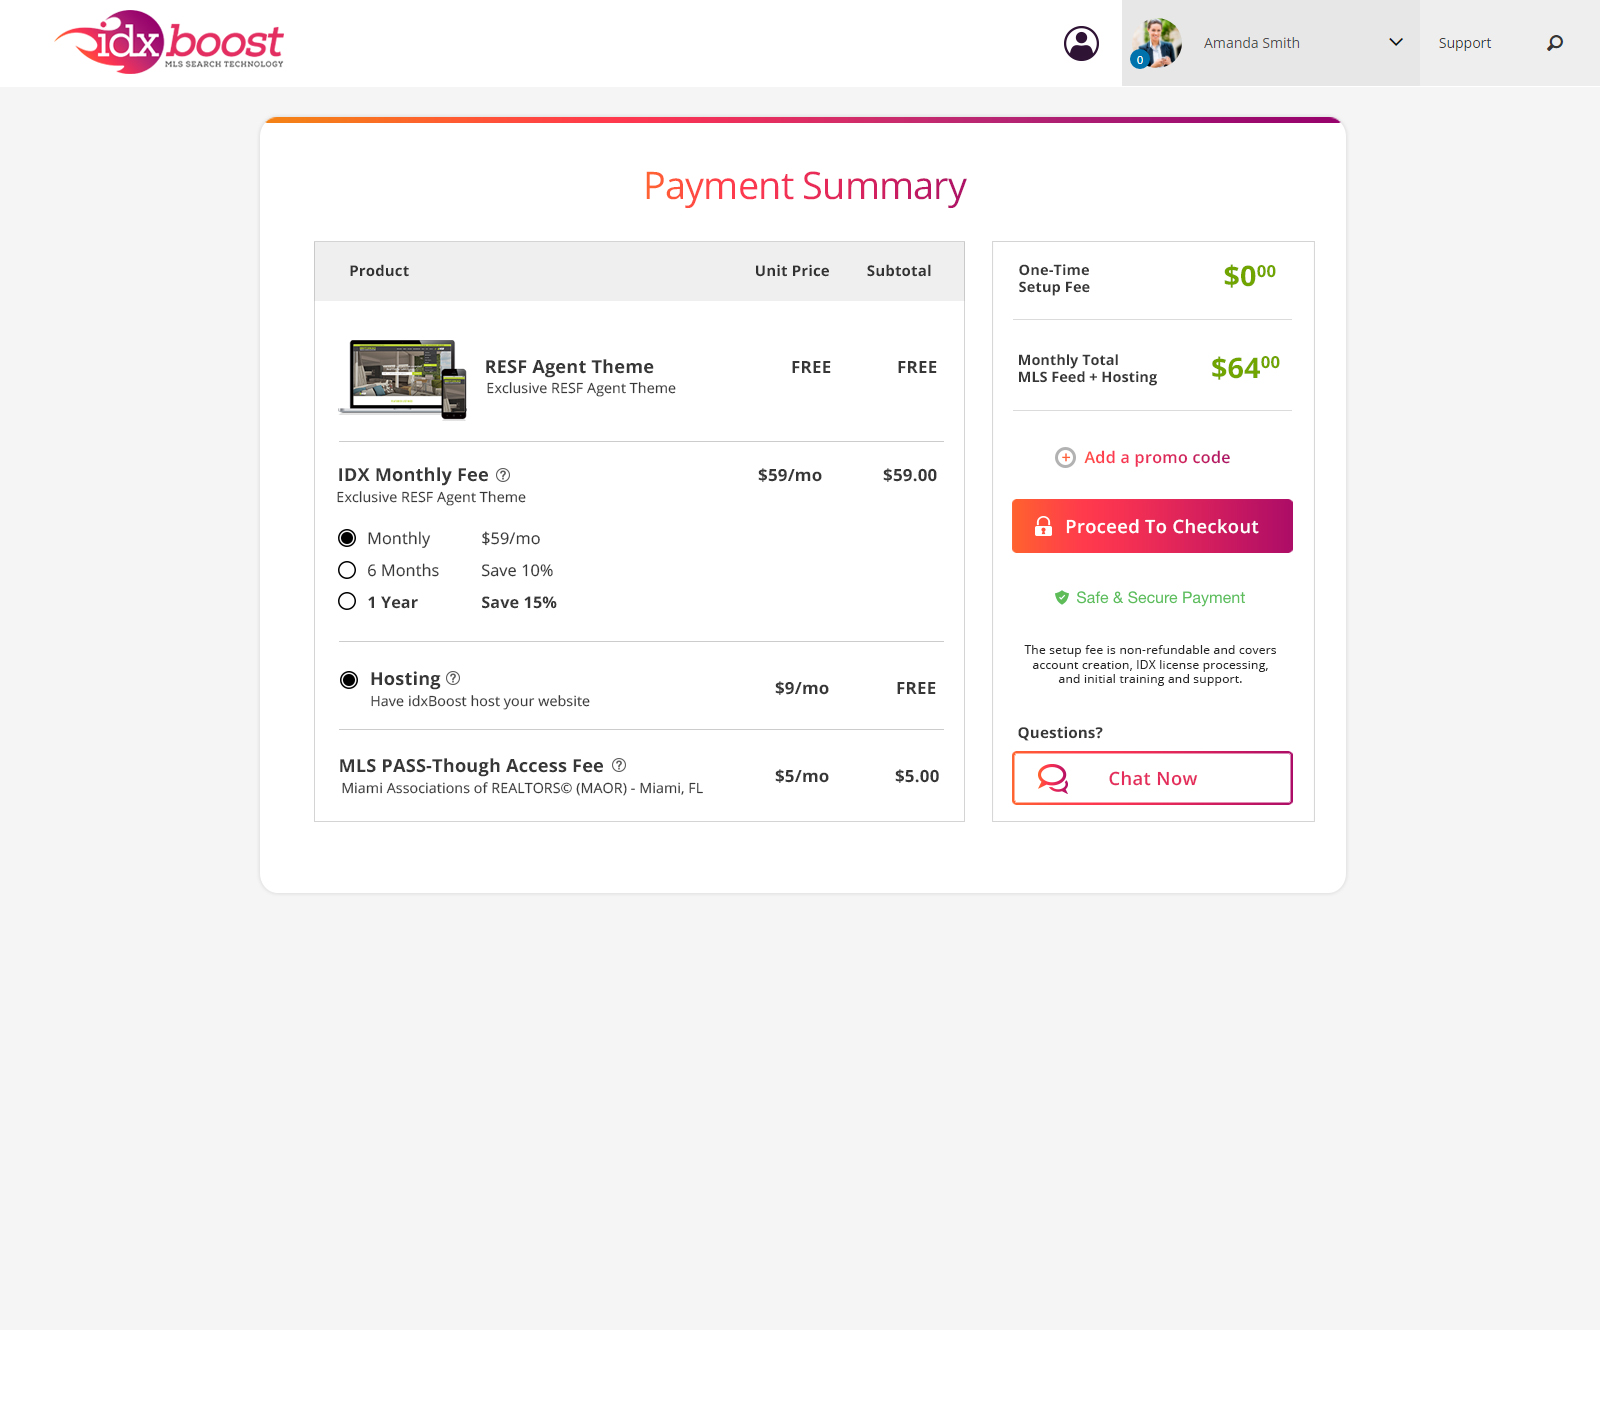 idxboost
MLS SEARCH TECHNOLOGY
0
Amanda Smith
Support
Payment Summary
Product Unit Price Subtotal
RESF Agent Theme FREE FREE
Exclusive RESF Agent Theme
IDX Monthly Fee ? $59/mo $59.00
Exclusive RESF Agent Theme
Monthly $59/mo
6 Months Save 10%
1 Year Save 15%
Hosting ?
Have idxBoost host your website
$9/mo FREE
MLS PASS-Though Access Fee ?
Miami Associations of REALTORS© (MAOR) - Miami, FL
$5/mo $5.00
One-Time
Setup Fee
$000
Monthly Total
MLS Feed + Hosting
$6400
+ Add a promo code
Proceed To Checkout
Safe & Secure Payment
The setup fee is non-refundable and covers
account creation, IDX license processing,
and initial training and support.
Questions?
Chat Now